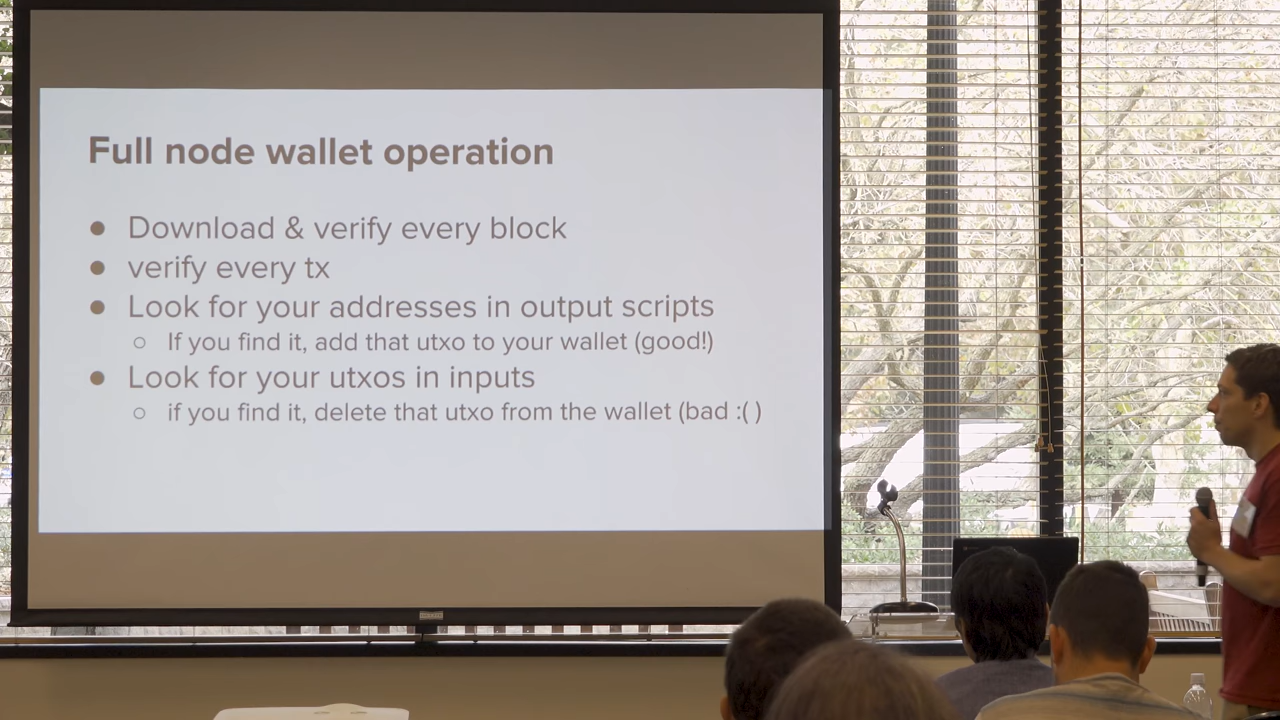 Full node wallet operation
● Download & verify every block
● verify every tx
● Look for your addresses in output scripts
○ If you find it, add that utxo to your wallet (good!)
● Look for your utxos in inputs
○ if you find it, delete that utxo from the wallet (bad :( )